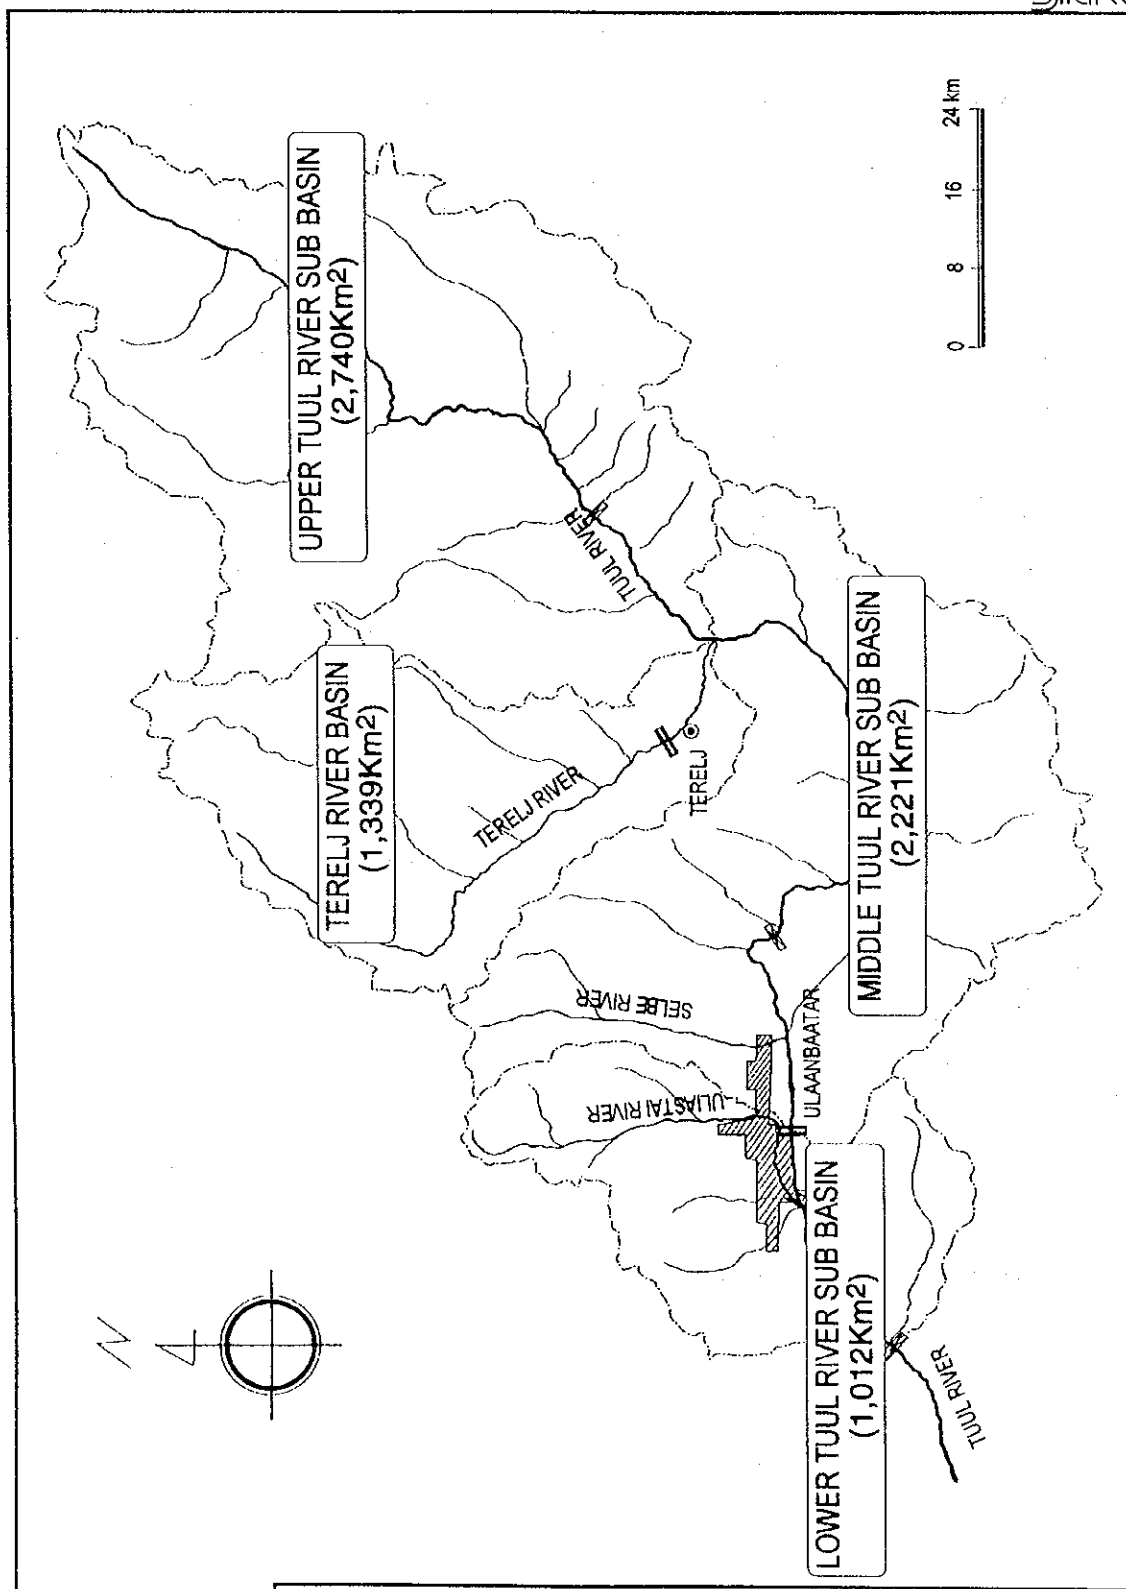 N
UPPER TUUL RIVER SUB BASIN
(2,740Km²)
TERELJ RIVER BASIN
(1,339Km²)
TUUL RIVER
TERELJ RIVER
TERELJ
SELBE RIVER
ULIASTAI RIVER
ULAANBAATAR
MIDDLE TUUL RIVER SUB BASIN
(2,221Km²)
LOWER TUUL RIVER SUB BASIN
(1,012Km²)
TUUL RIVER
0 8 16 24 km